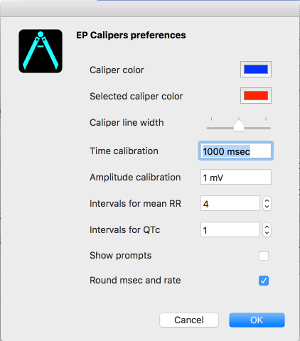 EP Calipers preferences
Caliper color
Selected caliper color
Caliper line width
Time calibration 1000 msec
Amplitude calibration 1 mV
Intervals for mean RR 4
Intervals for QTc 1
Show prompts
Round msec and rate
Cancel OK